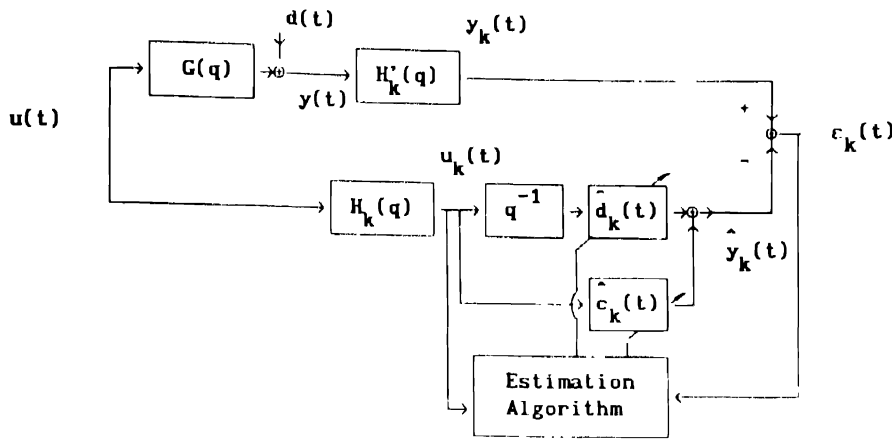 d(t)
y_k(t)
G(q)
H'_k(q)
y(t)
+
u(t)
ε_k(t)
-
u_k(t)
H_k(q)
q^-1
d̂_k(t)
ŷ_k(t)
ĉ_k(t)
Estimation
Algorithm